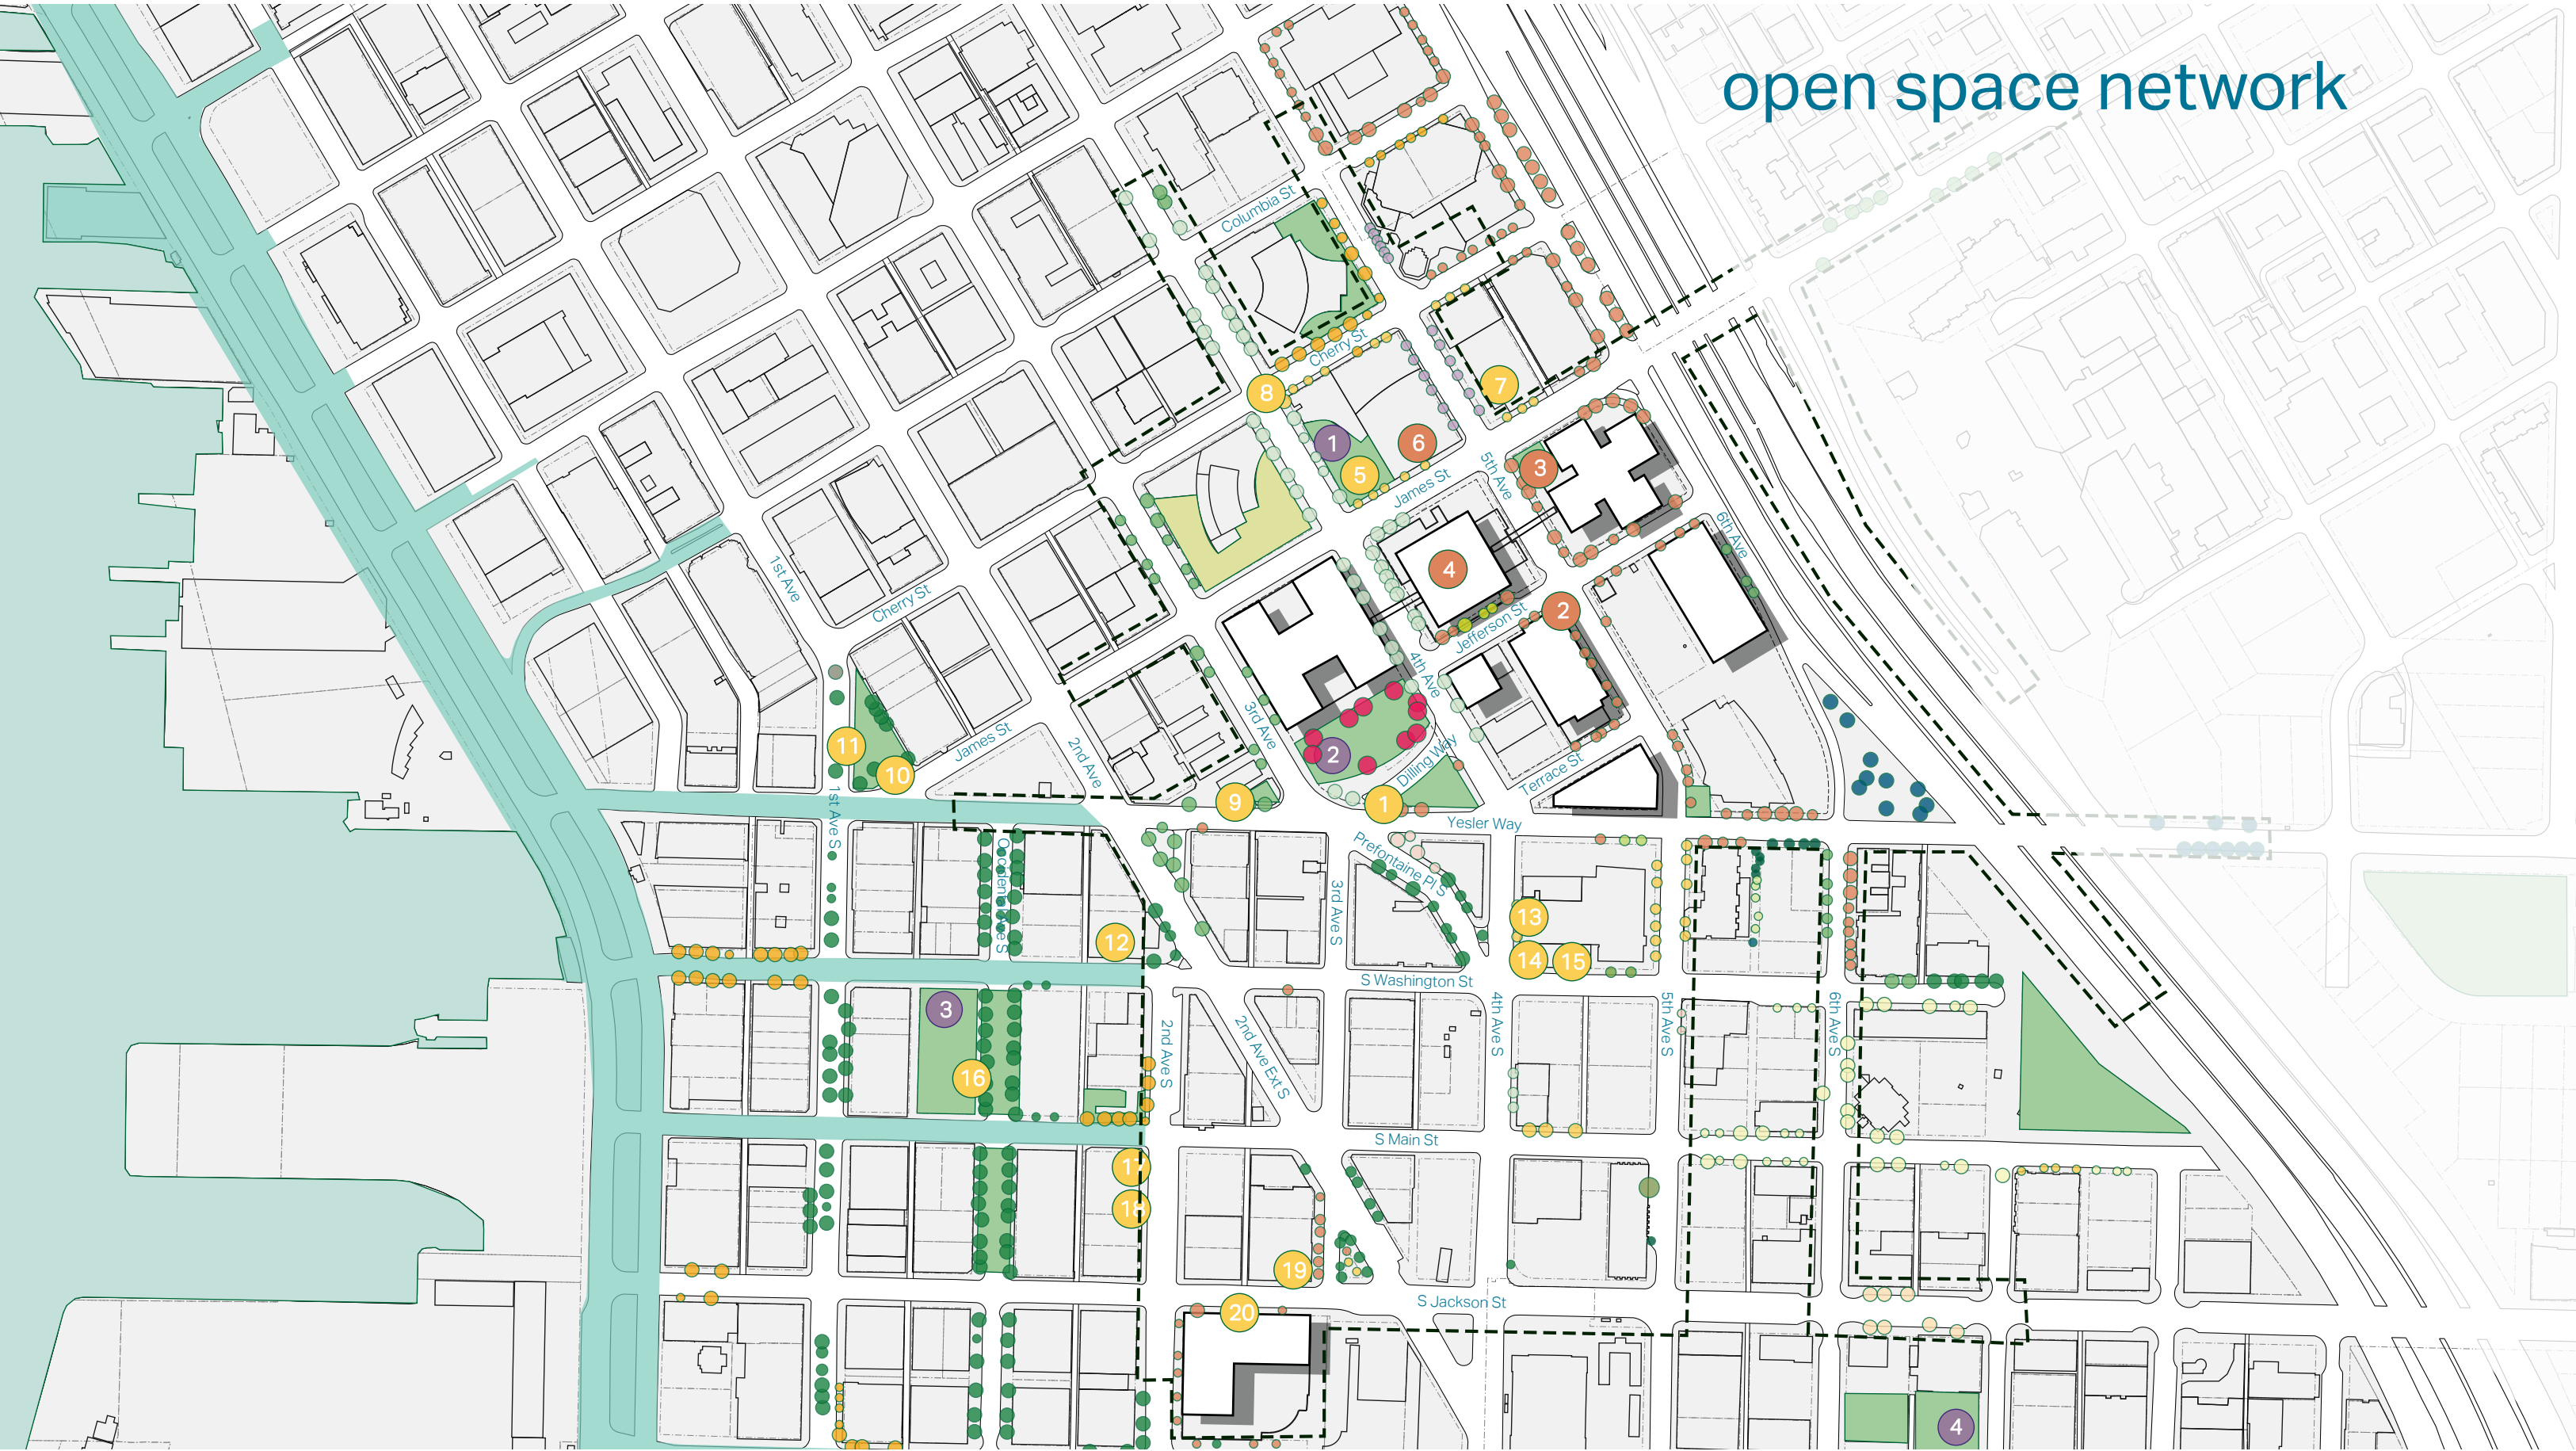 open space network
Columbia St
Cherry St
8
7
1
6
5
James St
5th Ave
3
6th Ave
4
1st Ave
Cherry St
2
Jefferson St
4th Ave
3rd Ave
11
10
James St
2nd Ave
2
Dilling Way
Terrace St
9
1
1st Ave S
Yesler Way
Prefontaine Pl S
3rd Ave S
12
13
14
15
S Washington St
3
16
2nd Ave S
2nd Ave Ext S
4th Ave S
5th Ave S
6th Ave S
S Main St
17
18
19
S Jackson St
20
4